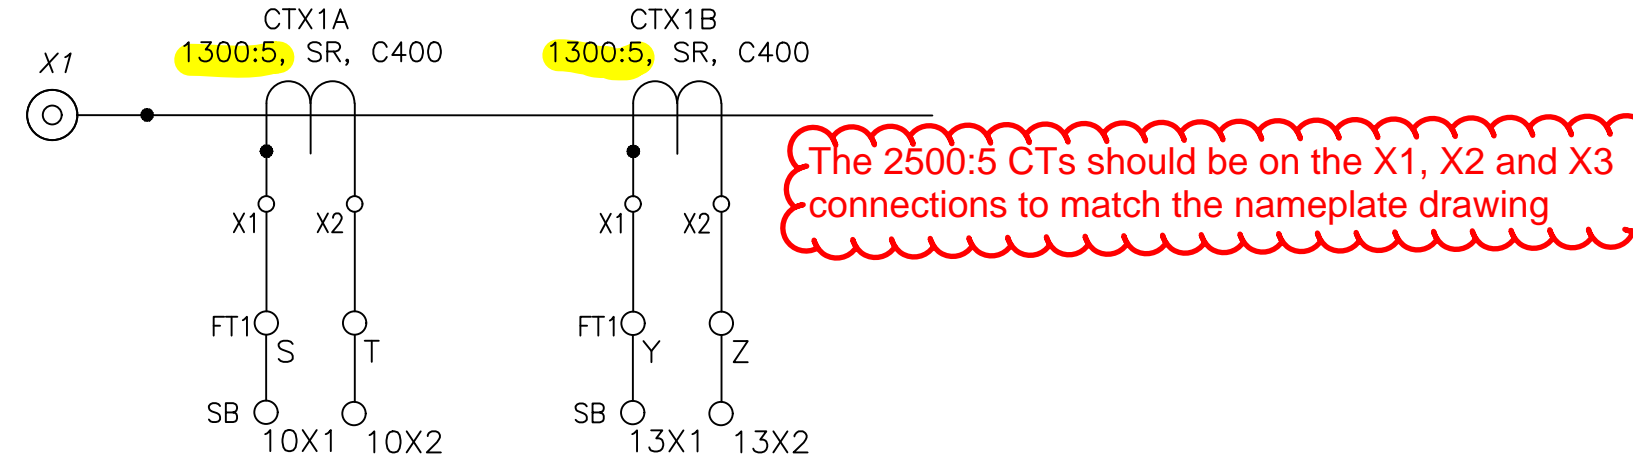 CTX1A
1300:5, SR, C400
CTX1B
1300:5, SR, C400
X1
The 2500:5 CTs should be on the X1, X2 and X3
connections to match the nameplate drawing
X1
X2
X1
X2
FT1
S
T
FT1
Y
Z
SB
10X1
10X2
SB
13X1
13X2